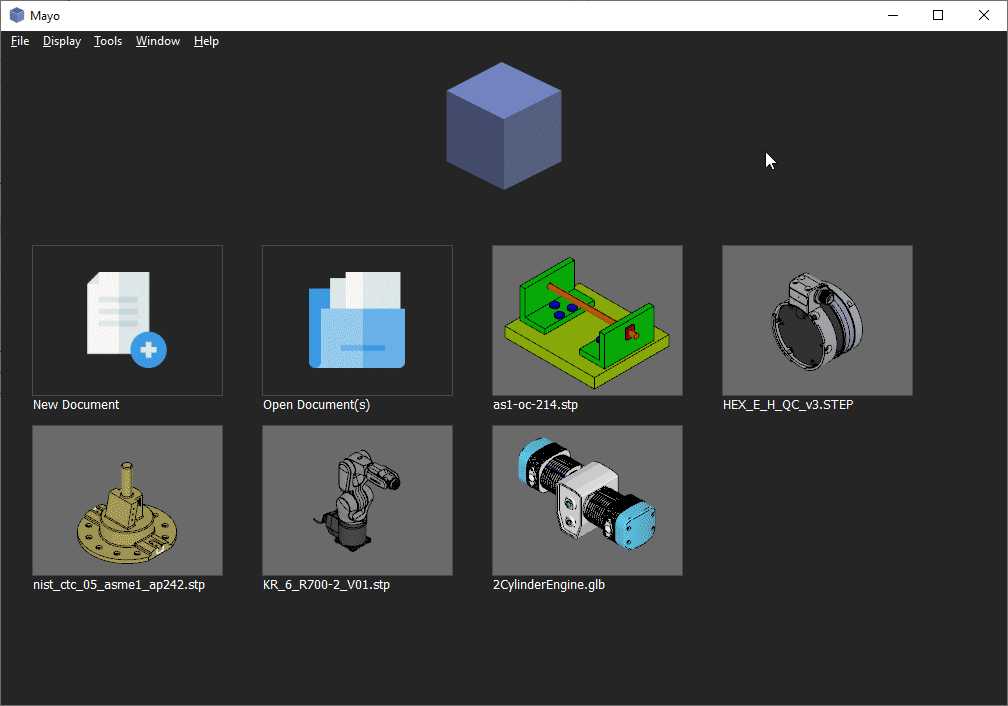 Mayo
File Display Tools Window Help
New Document Open Document(s) as1-oc-214.stp HEX_E_H_QC_v3.STEP
nist_ctc_05_asme1_ap242.stp KR_6_R700-2_V01.stp 2CylinderEngine.glb